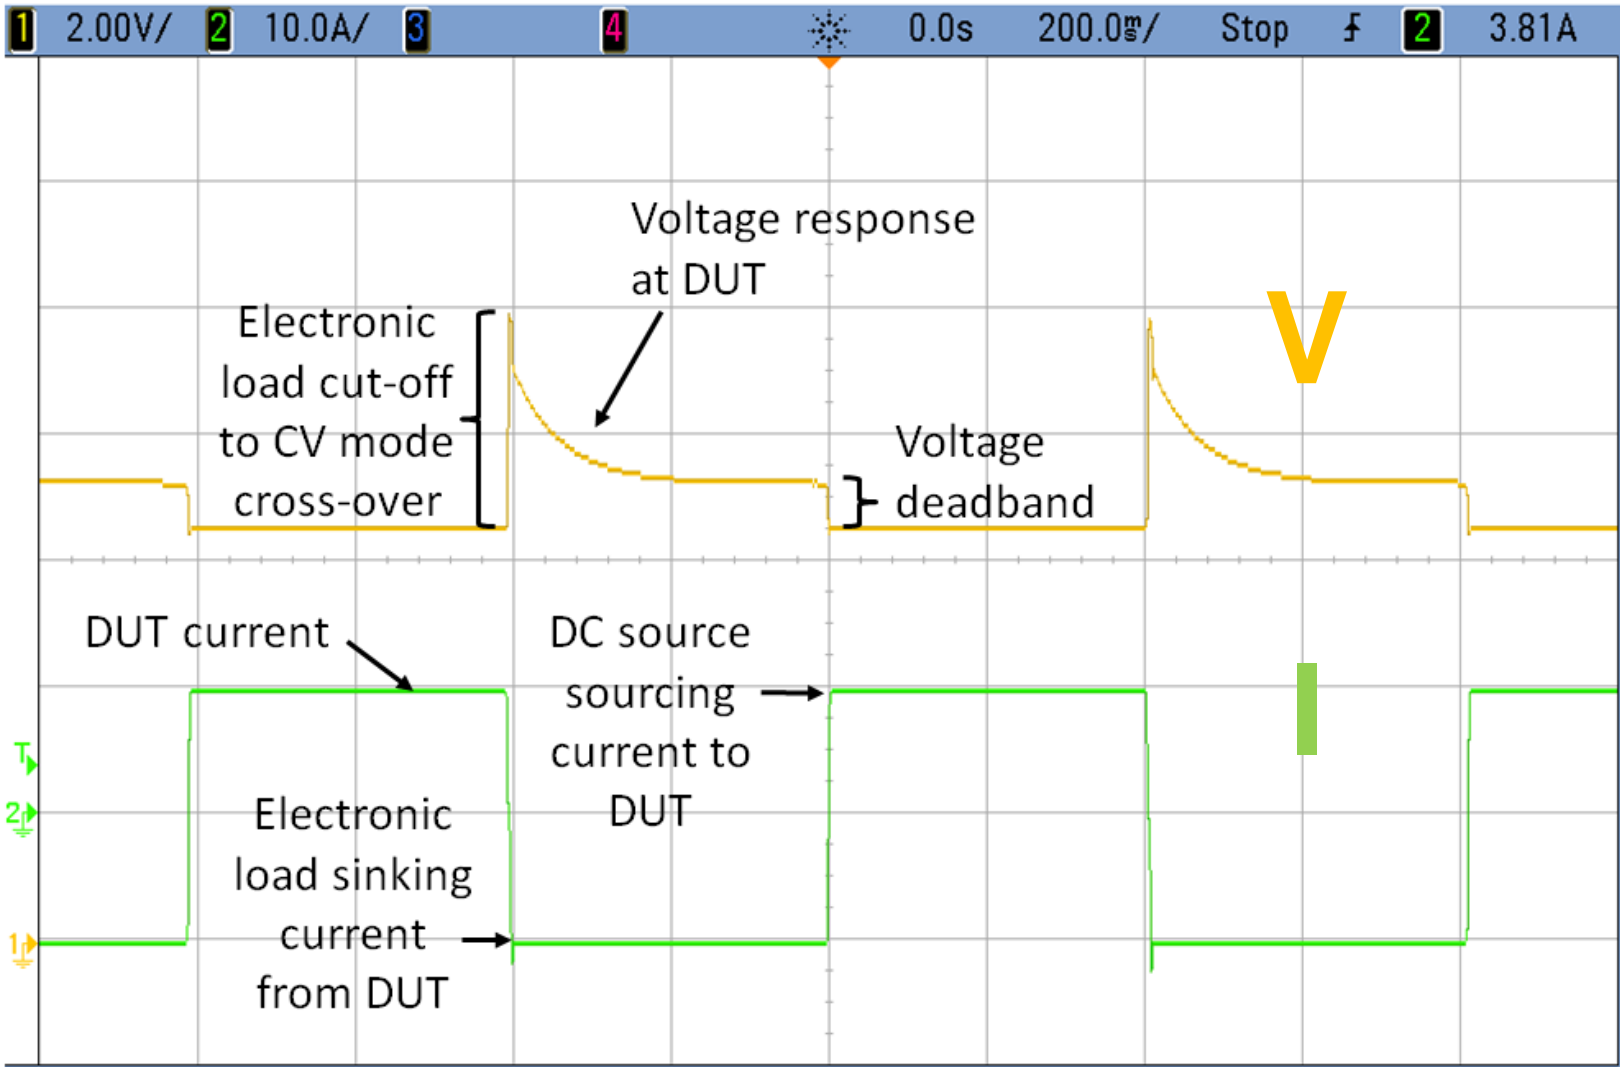 1 2.00V/ 2 10.0A/ 3 4 0.0s 200.0ms/ Stop 2 3.81A
Voltage response
at DUT
Electronic
load cut-off
to CV mode
cross-over
V
Voltage
deadband
DUT current
DC source
sourcing
current to
DUT
I
T
2
Electronic
load sinking
current
from DUT
1